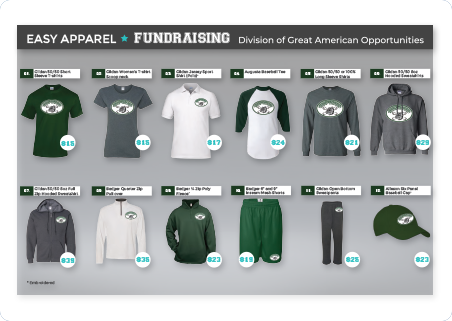 EASY APPAREL ★ FUNDRAISING Division of Great American Opportunities
01. Gildan 50/50 Short
Sleeve T-shirts
02. Gildan Women's T-shirt
Scoop neck
03. Gildan Jersey Sport
Shirt (Polo)*
04. Augusta Baseball Tee
05. Gildan 50/50 or 100%
Long Sleeve Shirts
06. Gildan 50/50 8oz
Hooded Sweatshirts
$15
$16
$17
$24
$21
$29
07. Gildan 50/50 8oz Full
Zip Hooded Sweatshirt
08. Badger Quarter Zip
Pull over
09. Badger ¼ Zip Poly
Fleece*
10. Badger 6" and 9"
Inseam Mesh Shorts
11. Gildan Open Bottom
Sweatpants
12. Allison Six-Panel
Baseball Cap*
$35
$35
$23
$19
$25
$23
* Embroidered